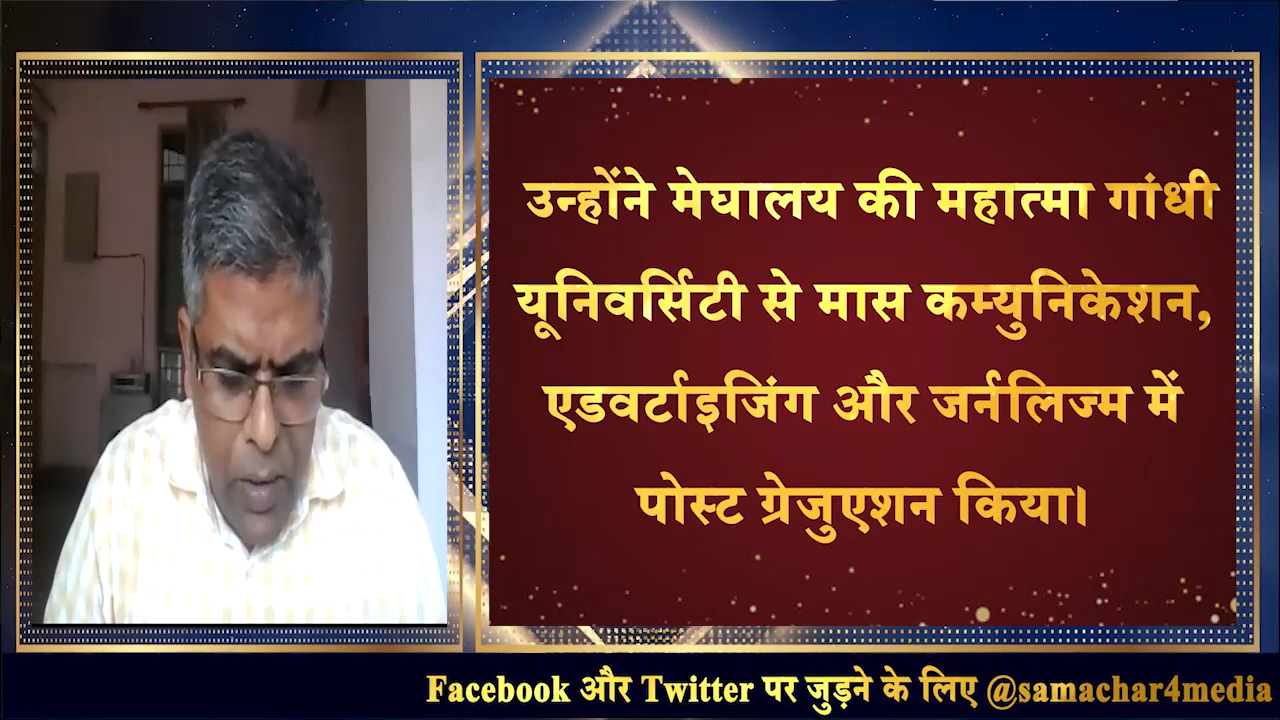 उन्होंने मेघालय की महात्मा गांधी
यूनिवर्सिटी से मास कम्युनिकेशन,
एडवर्टाइजिंग और जर्नलिज्म में
पोस्ट ग्रेजुएशन किया।
Facebook और Twitter पर जुड़ने के लिए @samachar4media